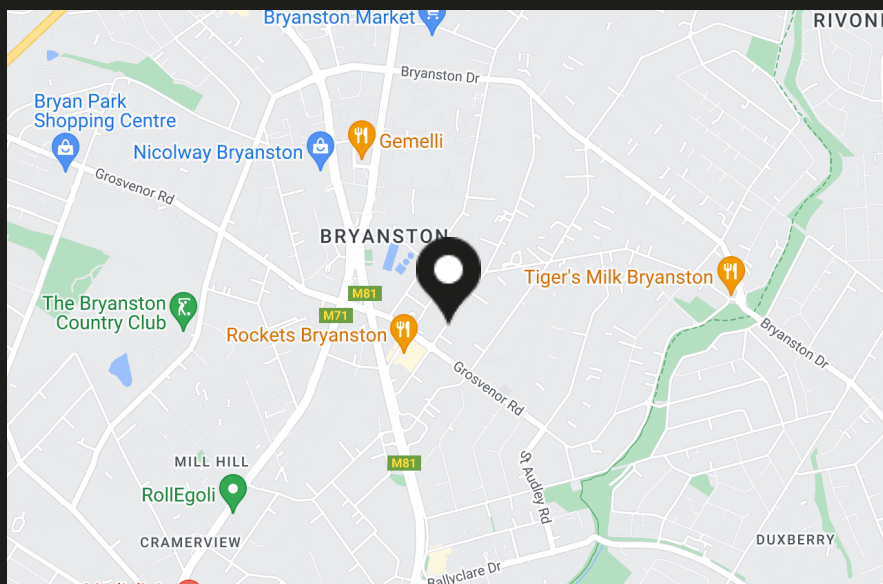 Bryanston Market
RIVONI
Bryanston Dr
Bryan Park
Shopping Centre
Nicolway Bryanston
Gemelli
Grosvenor Rd
BRYANSTON
Tiger's Milk Bryanston
The Bryanston
Country Club
M81
M71
Rockets Bryanston
Bryanston Dr
Grosvenor Rd
MILL HILL
M81
St Audley Rd
RollEgoli
CRAMERVIEW
DUXBERRY
Ballyclare Dr